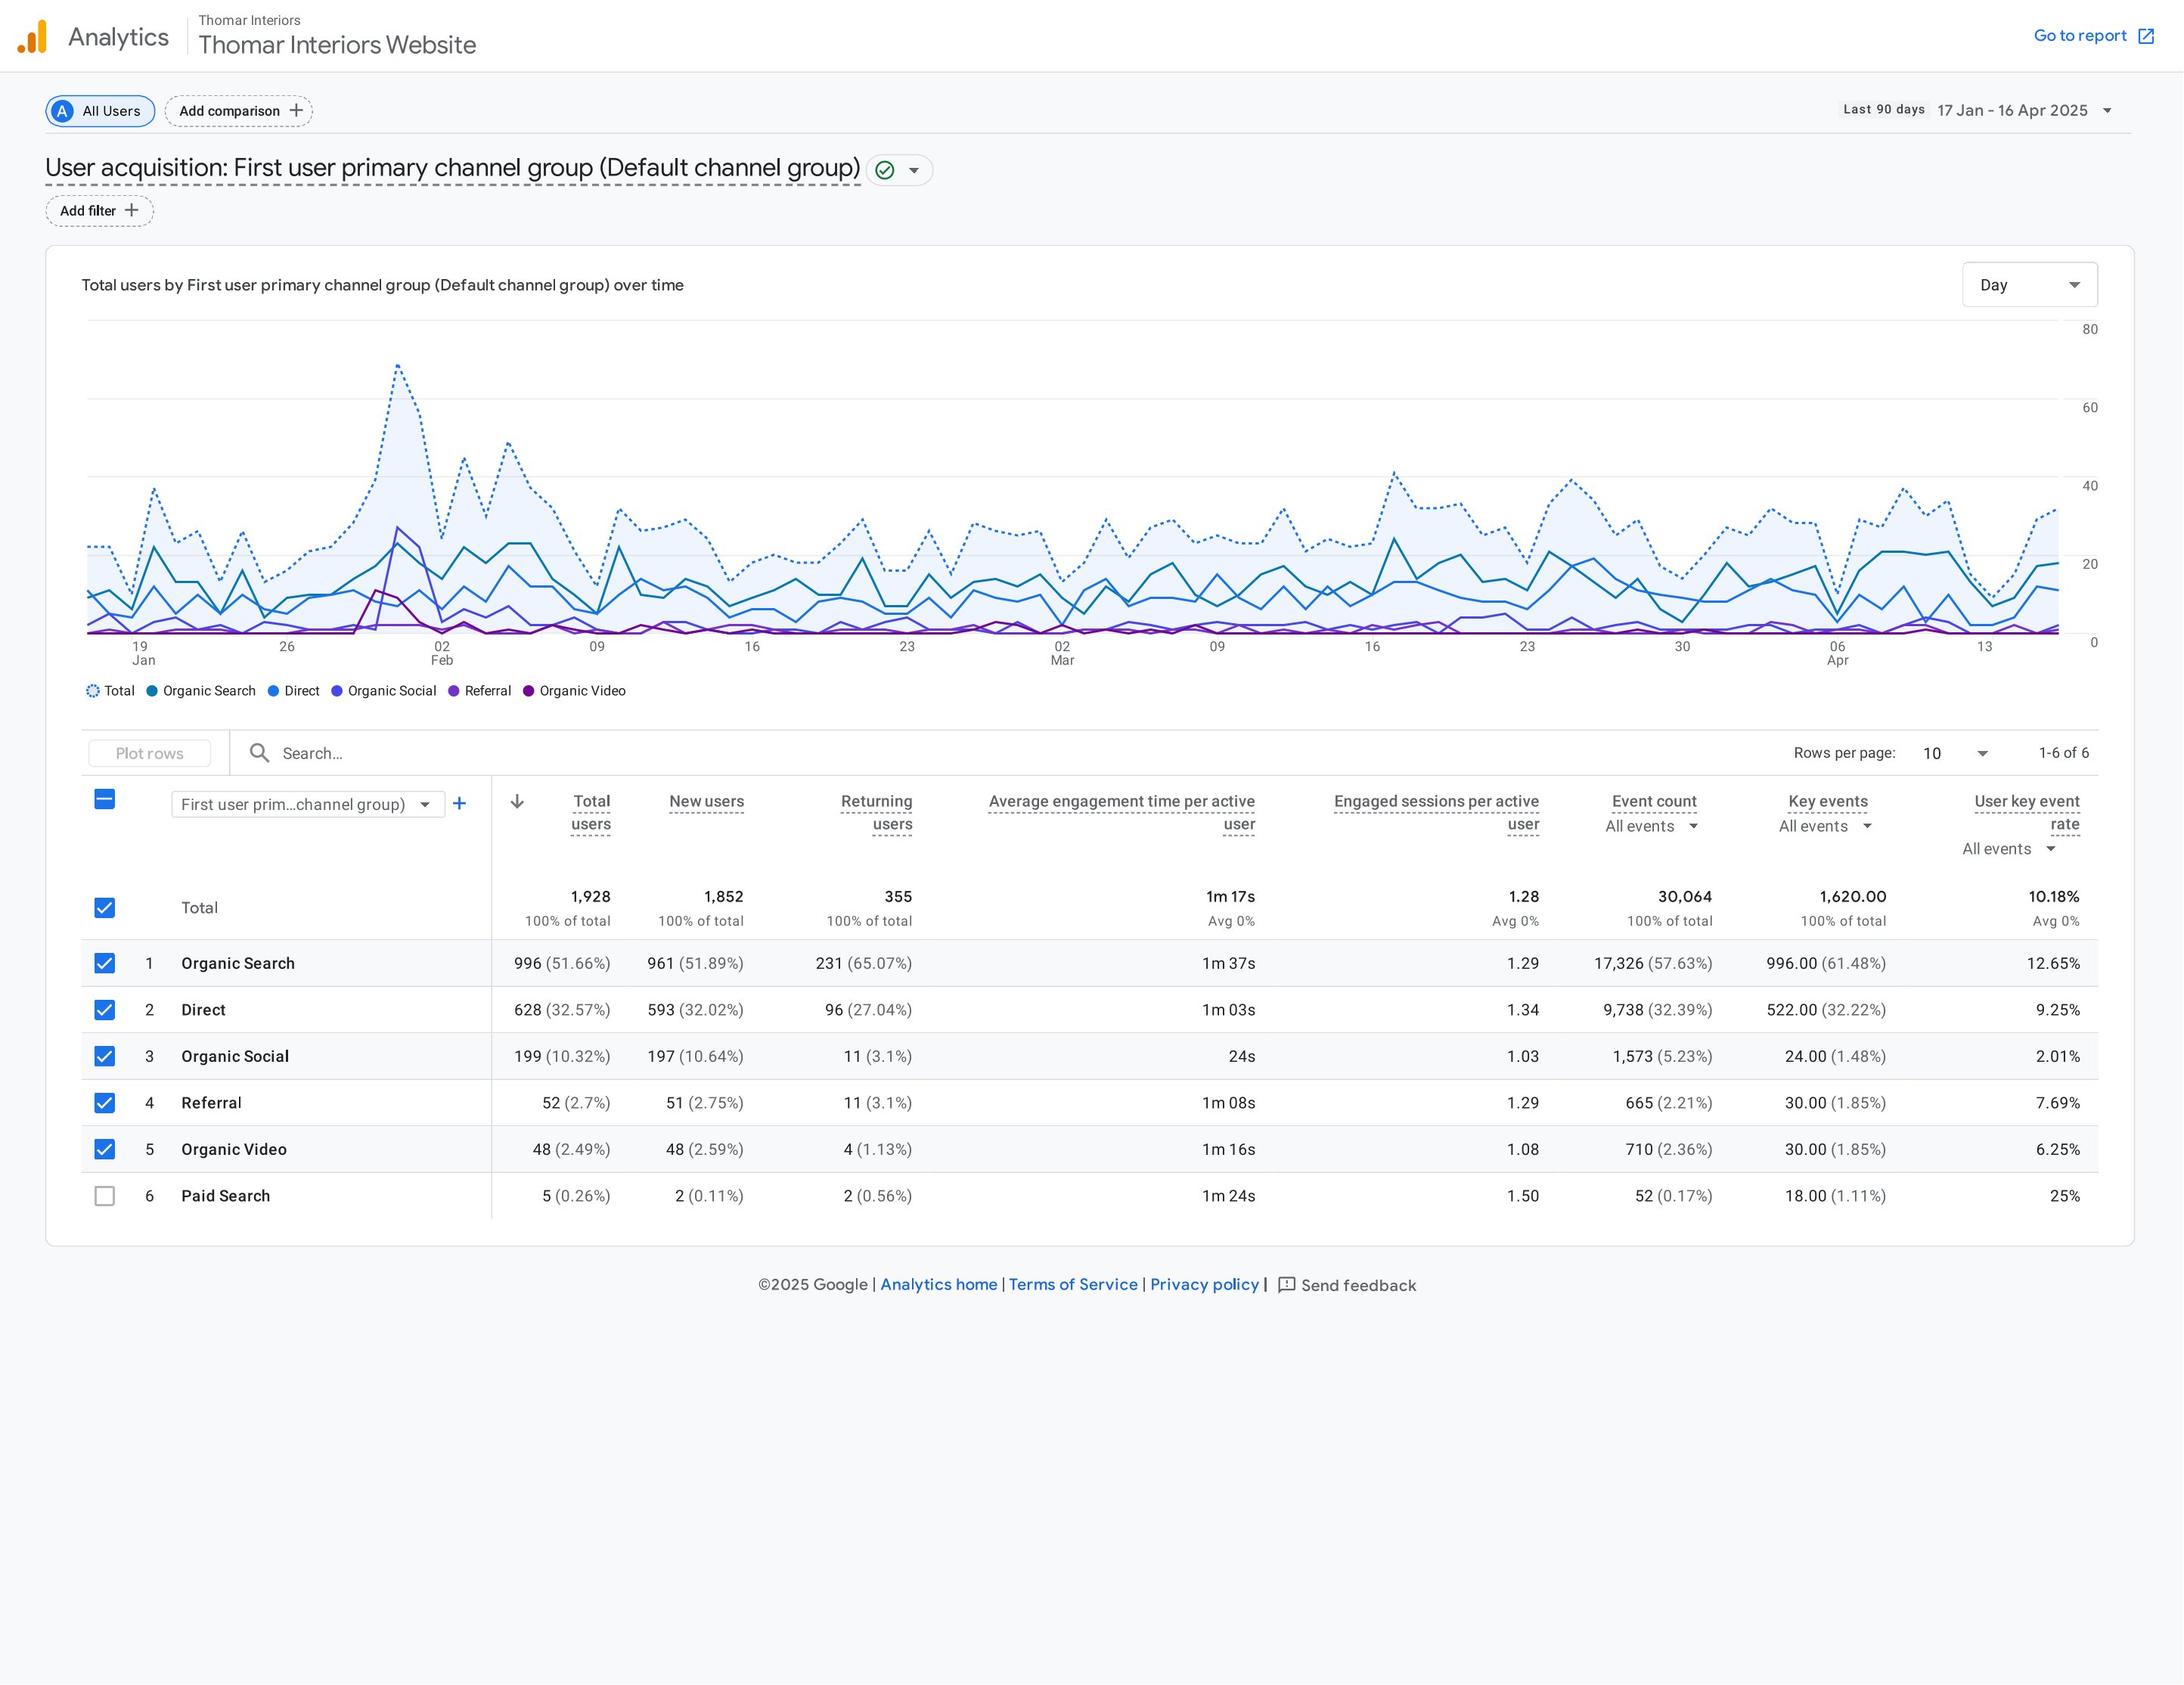 Analytics
Thomar Interiors
Thomar Interiors Website
Go to report
A All Users
Add comparison
Last 90 days 17 Jan - 16 Apr 2025
User acquisition: First user primary channel group (Default channel group)
Add filter
Total users by First user primary channel group (Default channel group) over time
Day
80
60
40
20
0
19 26 02 09 16 23 02 09 16 23 30 06 13
Jan Feb Mar Apr
Total Organic Search Direct Organic Social Referral Organic Video
Plot rows
Search...
Rows per page: 10 1-6 of 6
First user prim...channel group) +
Total users
New users
Returning users
Average engagement time per active user
Engaged sessions per active user
Event count
All events
Key events
All events
User key event rate
All events
Total 1,928 1,852 355 1m 17s 1.28 30,064 1,620.00 10.18%
100% of total 100% of total 100% of total Avg 0% Avg 0% 100% of total 100% of total Avg 0%
1 Organic Search 996 (51.66%) 961 (51.89%) 231 (65.07%) 1m 37s 1.29 17,326 (57.63%) 996.00 (61.48%) 12.65%
2 Direct 628 (32.57%) 593 (32.02%) 96 (27.04%) 1m 03s 1.34 9,738 (32.39%) 522.00 (32.22%) 9.25%
3 Organic Social 199 (10.32%) 197 (10.64%) 11 (3.1%) 24s 1.03 1,573 (5.23%) 24.00 (1.48%) 2.01%
4 Referral 52 (2.7%) 51 (2.75%) 11 (3.1%) 1m 08s 1.29 665 (2.21%) 30.00 (1.85%) 7.69%
5 Organic Video 48 (2.49%) 48 (2.59%) 4 (1.13%) 1m 16s 1.08 710 (2.36%) 30.00 (1.85%) 6.25%
6 Paid Search 5 (0.26%) 2 (0.11%) 2 (0.56%) 1m 24s 1.50 52 (0.17%) 18.00 (1.11%) 25%
©2025 Google | Analytics home | Terms of Service | Privacy policy | Send feedback